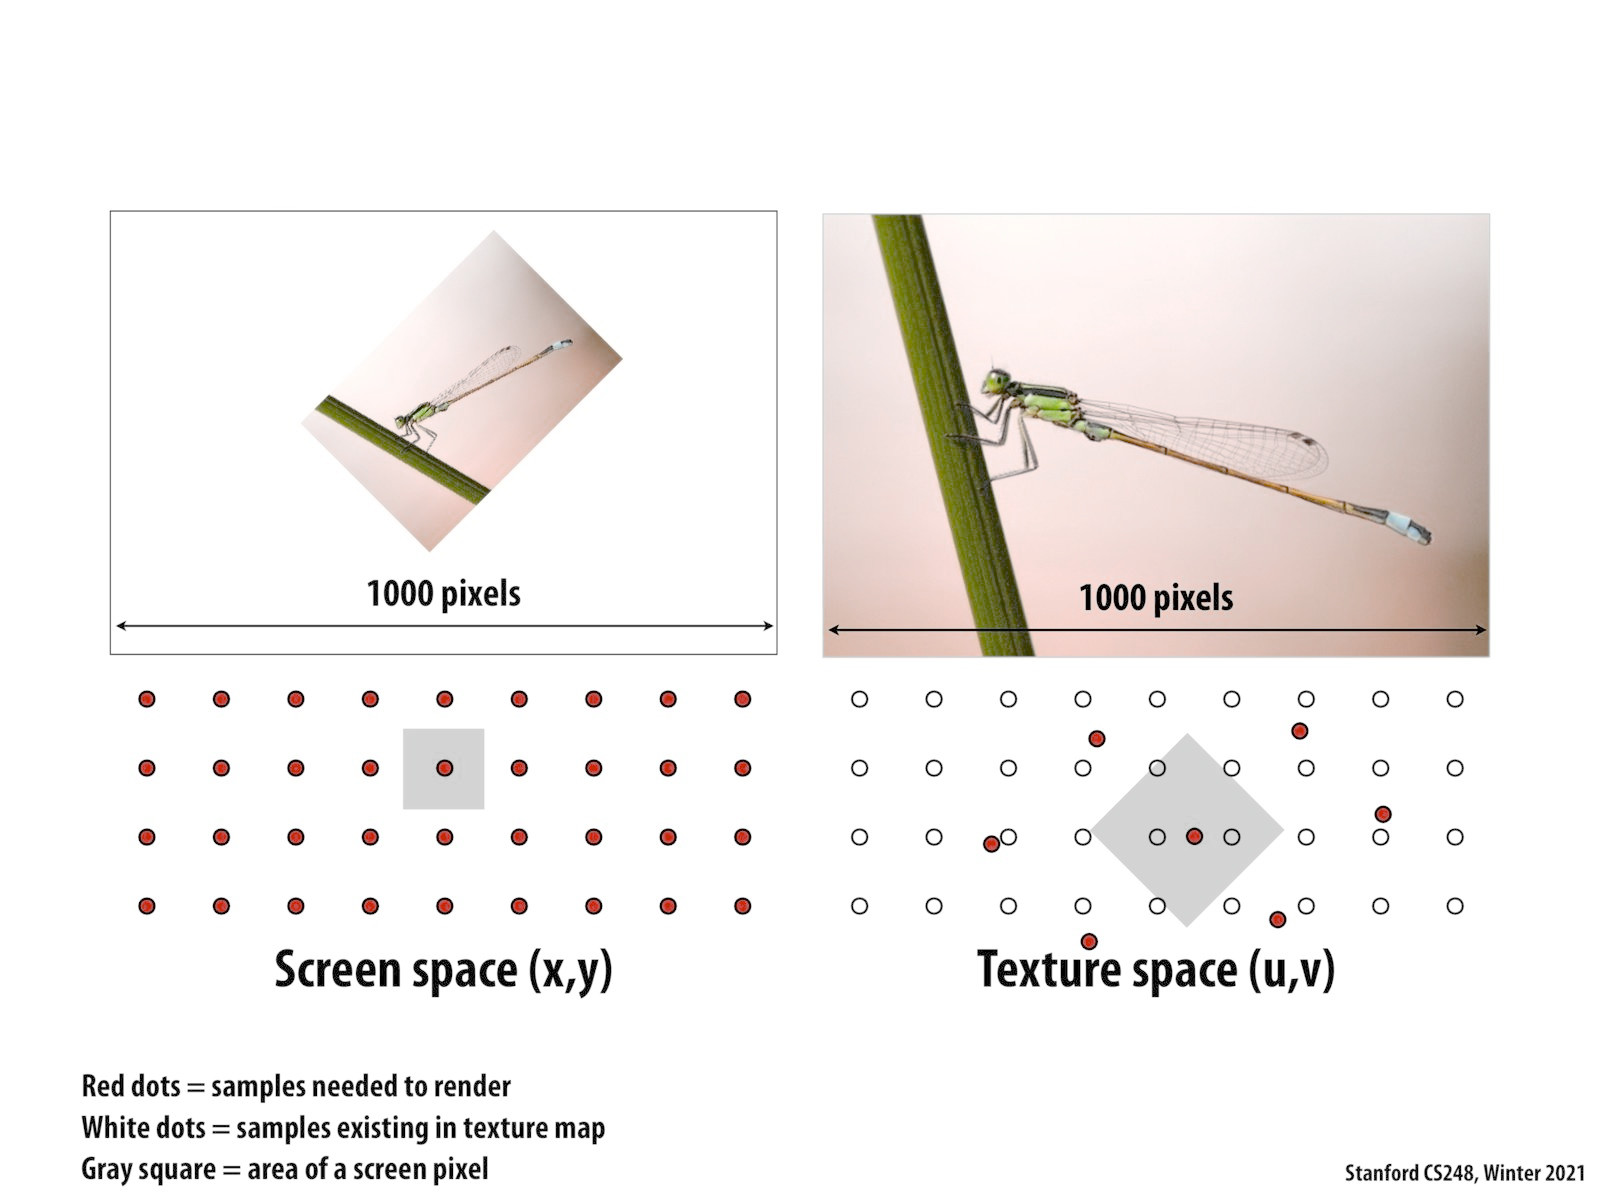 1000 pixels
1000 pixels
Screen space (x,y)
Texture space (u,v)
Red dots = samples needed to render
White dots = samples existing in texture map
Gray square = area of a screen pixel
Stanford CS248, Winter 2021